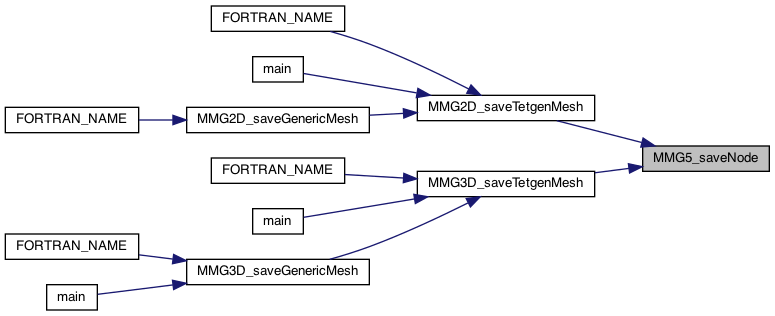 FORTRAN_NAME
main
MMG2D_saveTetgenMesh
FORTRAN_NAME
MMG2D_saveGenericMesh
MMG5_saveNode
FORTRAN_NAME
MMG3D_saveTetgenMesh
main
FORTRAN_NAME
MMG3D_saveGenericMesh
main